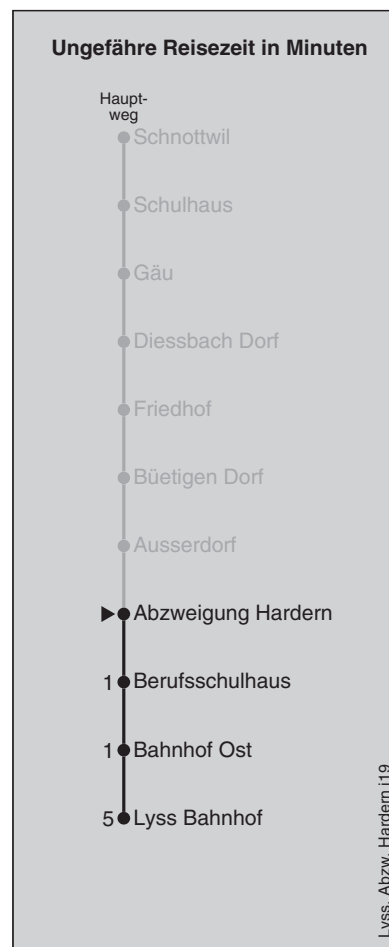 Ungefähre Reisezeit in Minuten
Haupt-
weg
Schnottwil
Schulhaus
Gäu
Diessbach Dorf
Friedhof
Büetigen Dorf
Ausserdorf
Abzweigung Hardern
1 Berufsschulhaus
1 Bahnhof Ost
5 Lyss Bahnhof
Lyss, Abzw. Hardern j19